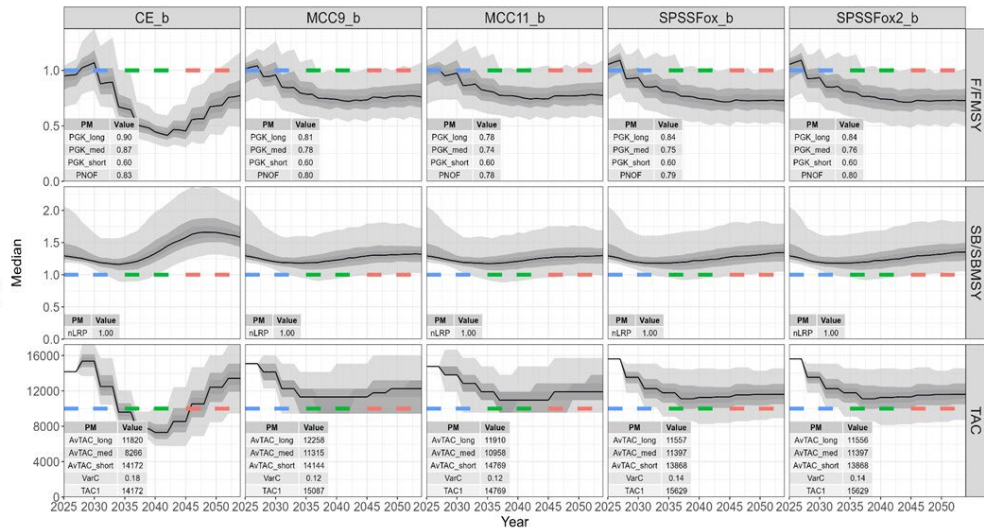 CE_b MCC9_b MCC11_b SPSSFox_b SPSSFox2_b
1.0
0.5
0.0
F/FMSY
PM Value
PGK_long 0.90
PGK_med 0.87
PGK_short 0.60
PNOF 0.83
PM Value
PGK_long 0.81
PGK_med 0.78
PGK_short 0.60
PNOF 0.80
PM Value
PGK_long 0.78
PGK_med 0.74
PGK_short 0.60
PNOF 0.78
PM Value
PGK_long 0.84
PGK_med 0.75
PGK_short 0.60
PNOF 0.79
PM Value
PGK_long 0.84
PGK_med 0.76
PGK_short 0.60
PNOF 0.80
Median
2.0
1.5
1.0
0.5
0.0
SB/SBMSY
PM Value
nLRP 1.00
PM Value
nLRP 1.00
PM Value
nLRP 1.00
PM Value
nLRP 1.00
PM Value
nLRP 1.00
16000
12000
8000
4000
0
TAC
PM Value
AvTAC_long 11820
AvTAC_med 8266
AvTAC_short 14172
VarC 0.18
TAC1 14172
PM Value
AvTAC_long 12258
AvTAC_med 11315
AvTAC_short 14144
VarC 0.12
TAC1 15087
PM Value
AvTAC_long 11910
AvTAC_med 10958
AvTAC_short 14769
VarC 0.12
TAC1 14769
PM Value
AvTAC_long 11557
AvTAC_med 11397
AvTAC_short 13868
VarC 0.14
TAC1 15629
PM Value
AvTAC_long 11556
AvTAC_med 11397
AvTAC_short 13868
VarC 0.14
TAC1 15629
2025 2030 2035 2040 2045 2050 2025 2030 2035 2040 2045 2050 2025 2030 2035 2040 2045 2050 2025 2030 2035 2040 2045 2050 2025 2030 2035 2040 2045 2050
Year